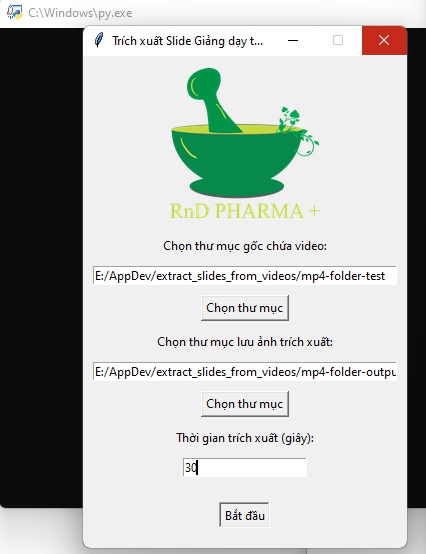 C:\Windows\py.exe
Trích xuất Slide Giảng dạy t...
RnD PHARMA +
Chọn thư mục gốc chứa video:
E:/AppDev/extract_slides_from_videos/mp4-folder-test
Chọn thư mục
Chọn thư mục lưu ảnh trích xuất:
E:/AppDev/extract_slides_from_videos/mp4-folder-outpu
Chọn thư mục
Thời gian trích xuất (giây):
30
Bắt đầu